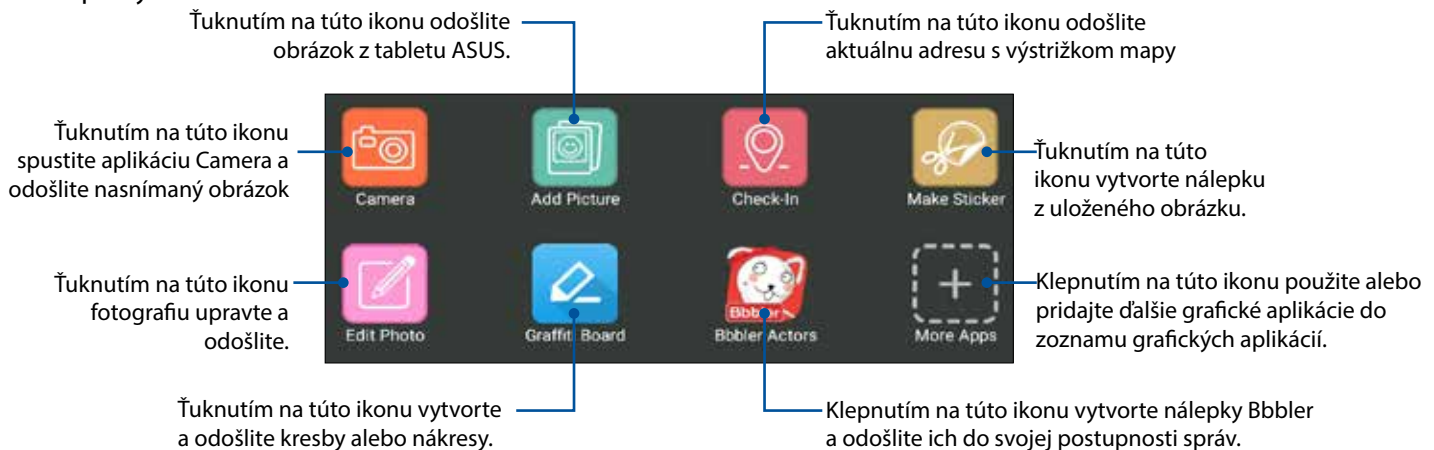 Ťuknutím na túto ikonu odošlite
obrázok z tabletu ASUS.
Ťuknutím na túto ikonu odošlite
aktuálnu adresu s výstrižkom mapy
Ťuknutím na túto ikonu
spustite aplikáciu Camera a
odošlite nasnímaný obrázok
Ťuknutím na túto
ikonu vytvorte nálepku
z uloženého obrázku.
Camera
Add Picture
Check-In
Make Sticker
Ťuknutím na túto ikonu
fotografiu upravte a
odošlite.
Klepnutím na túto ikonu použite alebo
pridajte ďalšie grafické aplikácie do
zoznamu grafických aplikácií.
Bbbler
Edit Photo
Graffiti Board
Bbbler Actors
More Apps
Ťuknutím na túto ikonu vytvorte
a odošlite kresby alebo nákresy.
Klepnutím na túto ikonu vytvorte nálepky Bbbler
a odošlite ich do svojej postupnosti správ.